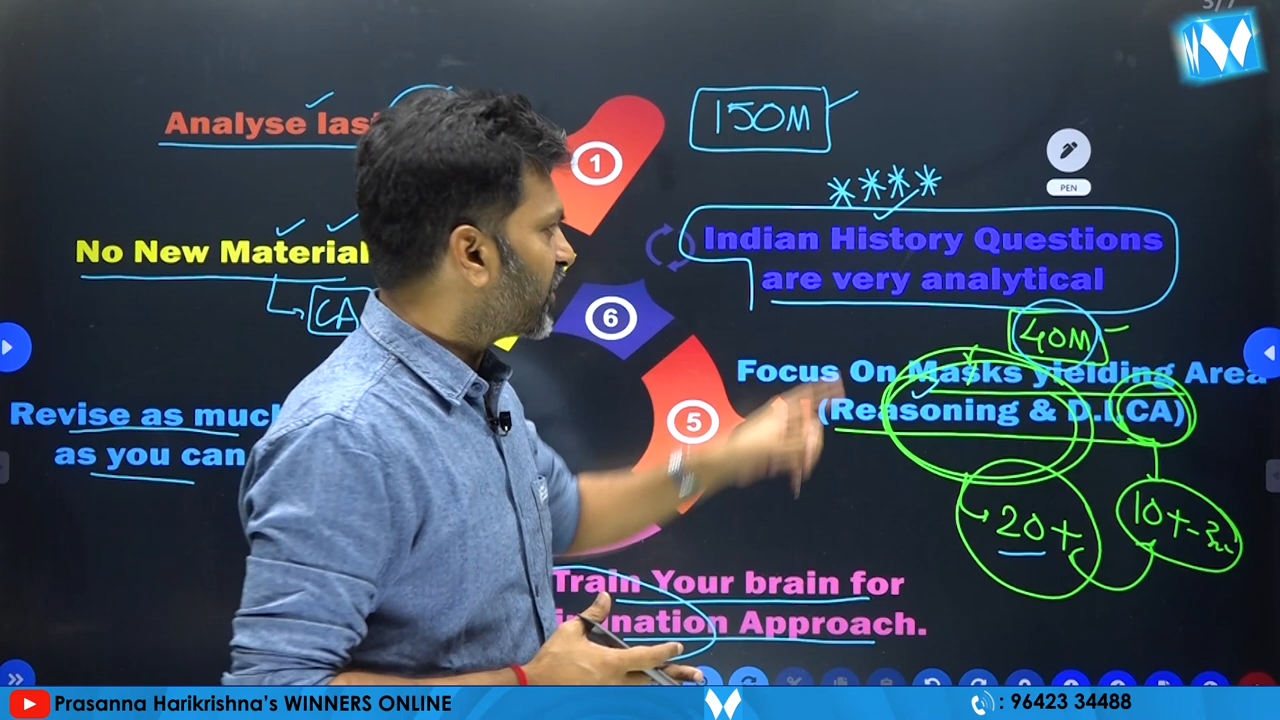 Analyse last
1
150M
PEN
No New Material
CA
Indian History Questions
are very analytical
6
40M
Focus On Masks yielding Area
(Reasoning & D.I,CA)
5
Revise as much
as you can
20+
10+
Train Your brain for
ination Approach.
Prasanna Harikrishna's WINNERS ONLINE
W
: 96423 34488